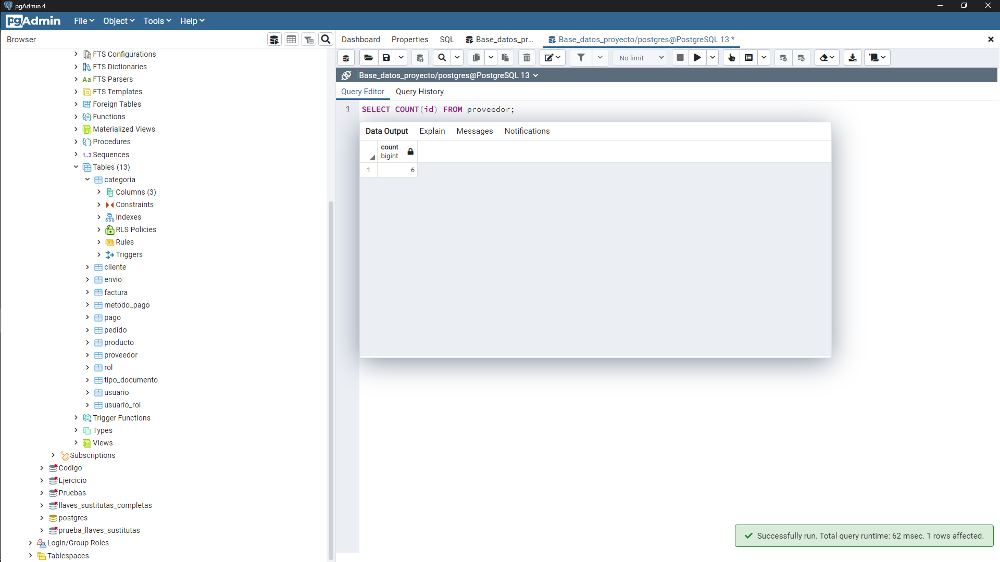 pgAdmin 4
pgAdmin File Object Tools Help
Browser
FTS Configurations
FTS Dictionaries
Aa FTS Parsers
FTS Templates
Foreign Tables
Functions
Materialized Views
Procedures
1..3 Sequences
Tables (13)
categoria
Columns (3)
Constraints
Indexes
RLS Policies
Rules
Triggers
cliente
envio
factura
metodo_pago
pago
pedido
producto
proveedor
rol
tipo_documento
usuario
usuario_rol
Trigger Functions
Types
Views
Subscriptions
Codigo
Ejercicio
Pruebas
llaves_sustitutas_completas
postgres
prueba_llaves_sustitutas
Login/Group Roles
Tablespaces
Dashboard Properties SQL Base_datos_pr... Base_datos_proyecto/postgres@PostgreSQL 13 *
No limit
Base_datos_proyecto/postgres@PostgreSQL 13
Query Editor Query History
1 SELECT COUNT(id) FROM proveedor;
Data Output Explain Messages Notifications
count
bigint
1 6
Successfully run. Total query runtime: 62 msec. 1 rows affected.